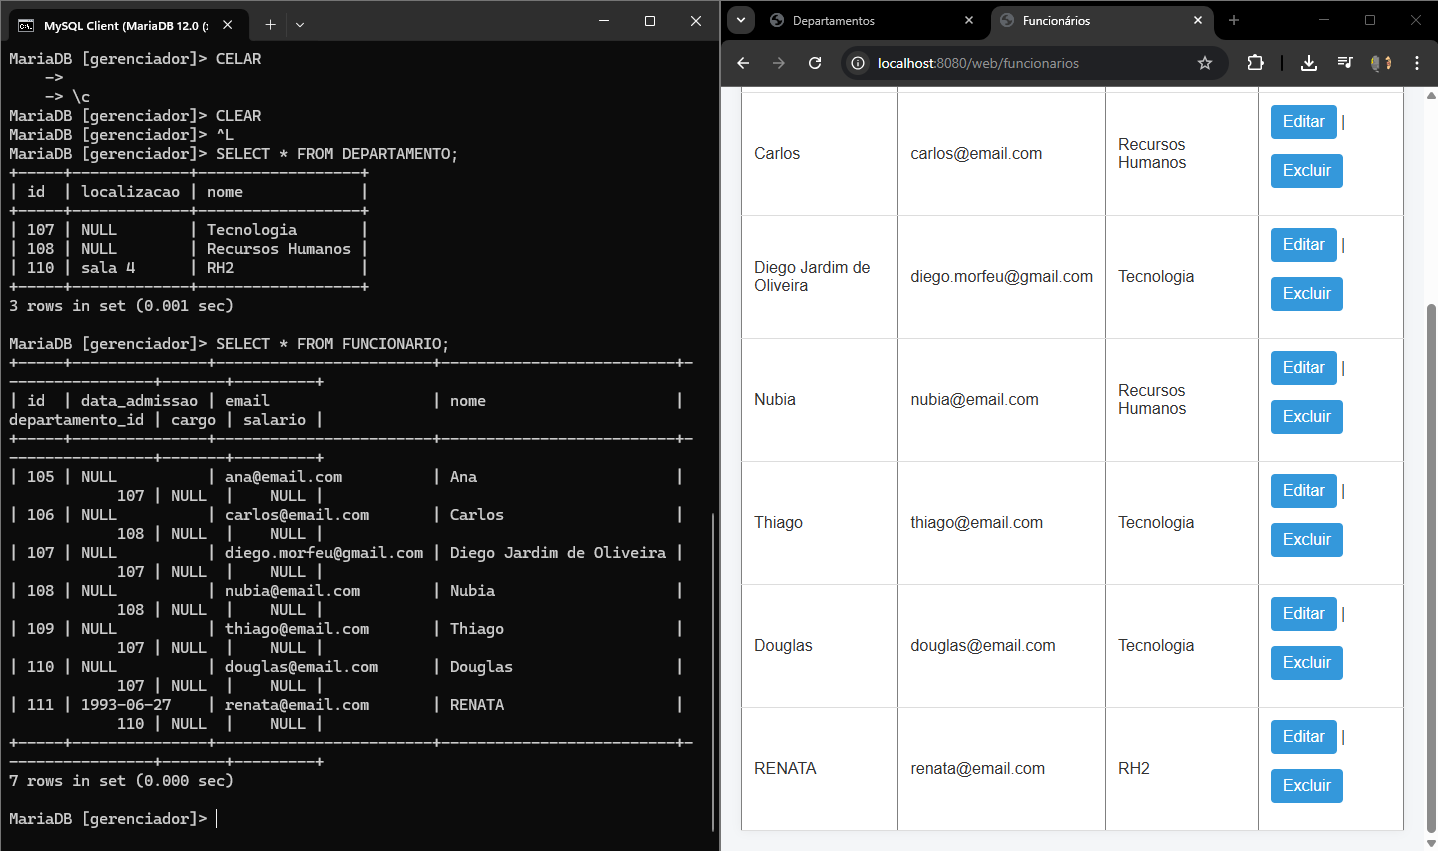 MySQL Client (MariaDB 12.0 (
MariaDB [gerenciador]> CELAR
    ->
    -> \c
MariaDB [gerenciador]> CLEAR
MariaDB [gerenciador]> ^L
MariaDB [gerenciador]> SELECT * FROM DEPARTAMENTO;
+-----+-------------+------------------+
| id  | localizacao | nome             |
+-----+-------------+------------------+
| 107 | NULL        | Tecnologia       |
| 108 | NULL        | Recursos Humanos |
| 110 | sala 4      | RH2              |
+-----+-------------+------------------+
3 rows in set (0.001 sec)
MariaDB [gerenciador]> SELECT * FROM FUNCIONARIO;
+-----+---------------+------------------------+--------------------------+-
----------------+-------+---------+
| id  | data_admissao | email                  | nome                     |
departamento_id | cargo | salario |
+-----+---------------+------------------------+--------------------------+-
----------------+-------+---------+
| 105 | NULL          | ana@email.com          | Ana                      |
            107 | NULL  |    NULL |
| 106 | NULL          | carlos@email.com       | Carlos                   |
            108 | NULL  |    NULL |
| 107 | NULL          | diego.morfeu@gmail.com | Diego Jardim de Oliveira |
            107 | NULL  |    NULL |
| 108 | NULL          | nubia@email.com        | Nubia                    |
            108 | NULL  |    NULL |
| 109 | NULL          | thiago@email.com       | Thiago                   |
            107 | NULL  |    NULL |
| 110 | NULL          | douglas@email.com      | Douglas                  |
            107 | NULL  |    NULL |
| 111 | 1993-06-27    | renata@email.com       | RENATA                   |
            110 | NULL  |    NULL |
+-----+---------------+------------------------+--------------------------+-
----------------+-------+---------+
7 rows in set (0.000 sec)
MariaDB [gerenciador]>
Departamentos
Funcionários
localhost:8080/web/funcionarios
Carlos
carlos@email.com
Recursos
Humanos
Editar |
Excluir
Diego Jardim de
Oliveira
diego.morfeu@gmail.com
Tecnologia
Editar |
Excluir
Nubia
nubia@email.com
Recursos
Humanos
Editar |
Excluir
Thiago
thiago@email.com
Tecnologia
Editar |
Excluir
Douglas
douglas@email.com
Tecnologia
Editar |
Excluir
RENATA
renata@email.com
RH2
Editar |
Excluir